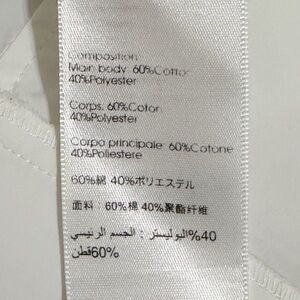 Composition:
Main body: 60%Cotton
40%Polyester
Corps. 60%Coton
40%Polyester
Corpo principale: 60%Cotone
40%Poliestere
60%綿 40%ポリエステル
面料：60%棉 40%聚酯纤维
40%البوليستر : الجسم الرئيسي
60%قطن